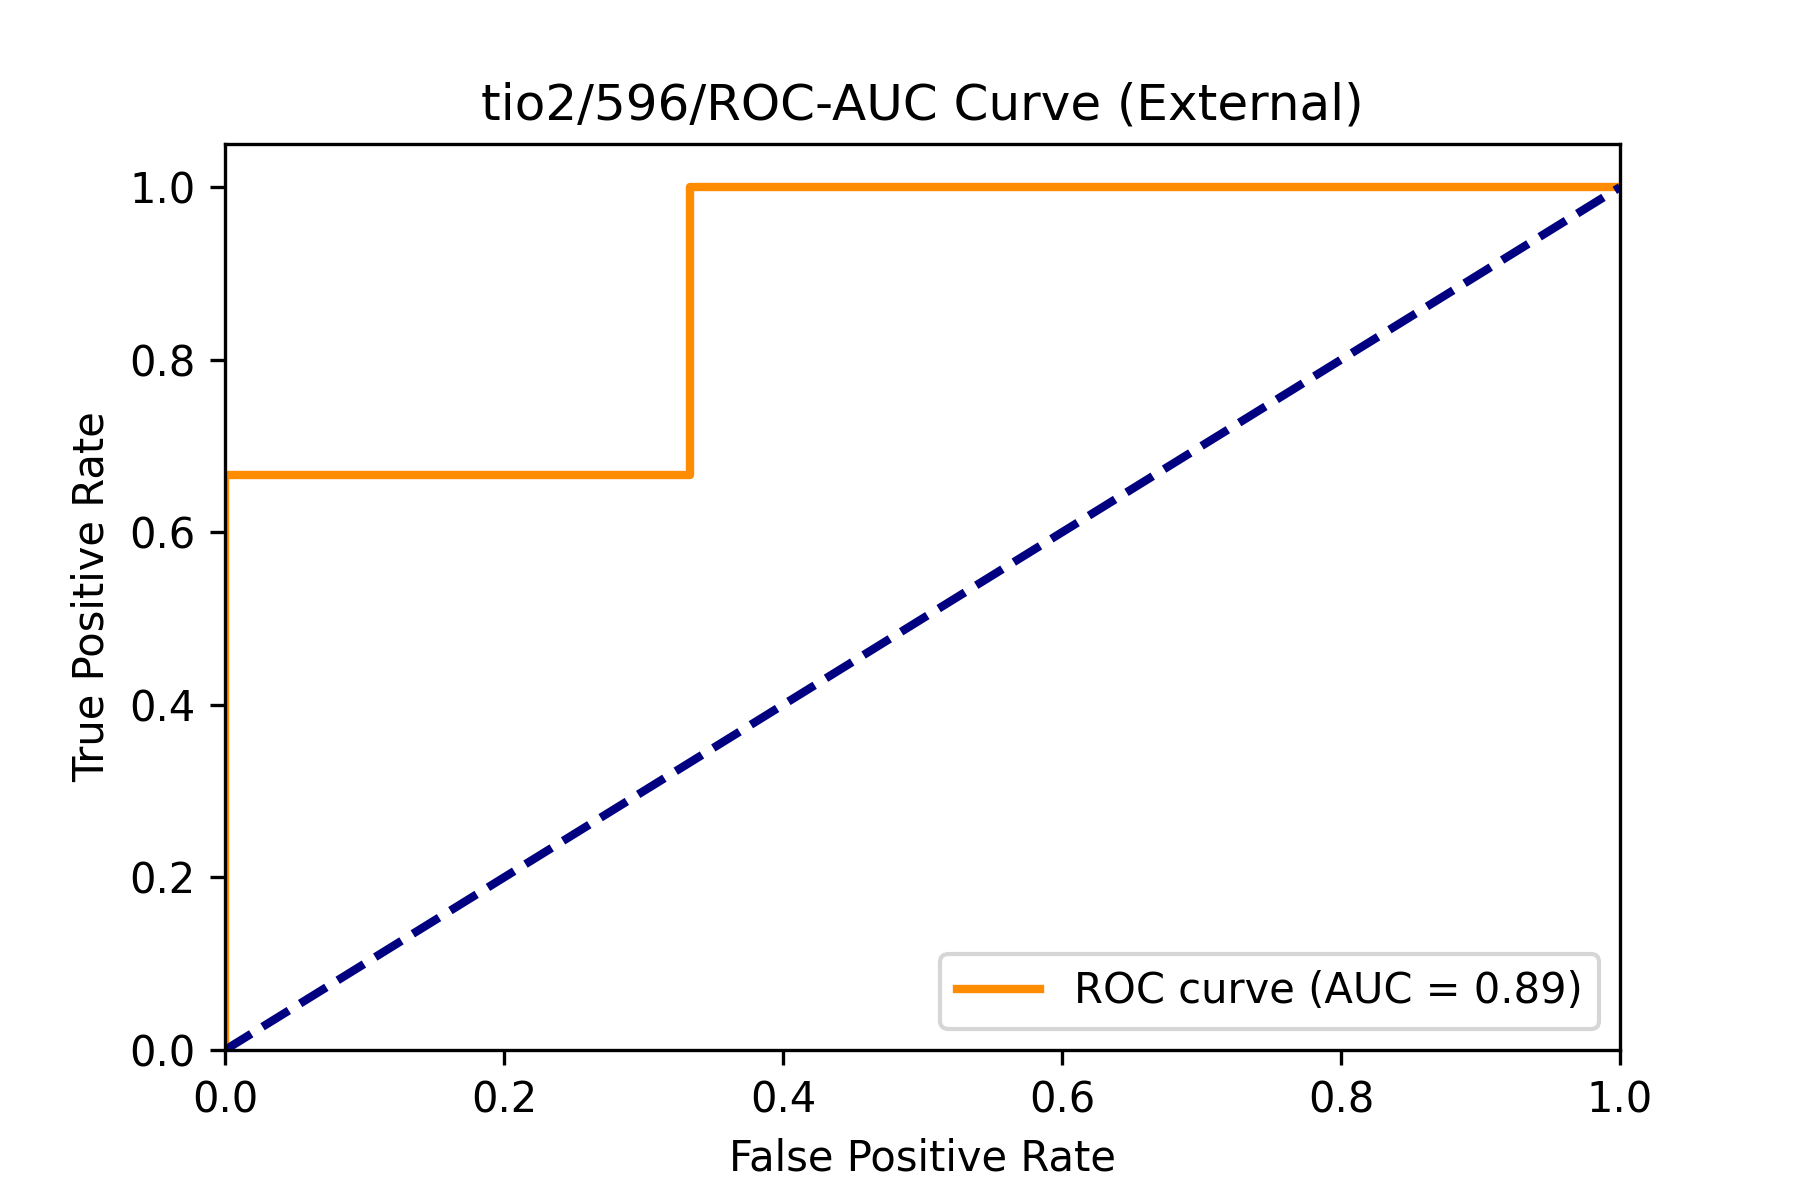 tio2/596/ROC-AUC Curve (External)
1.0
0.8
0.6
0.4
0.2
0.0
True Positive Rate
ROC curve (AUC = 0.89)
0.0 0.2 0.4 0.6 0.8 1.0
False Positive Rate